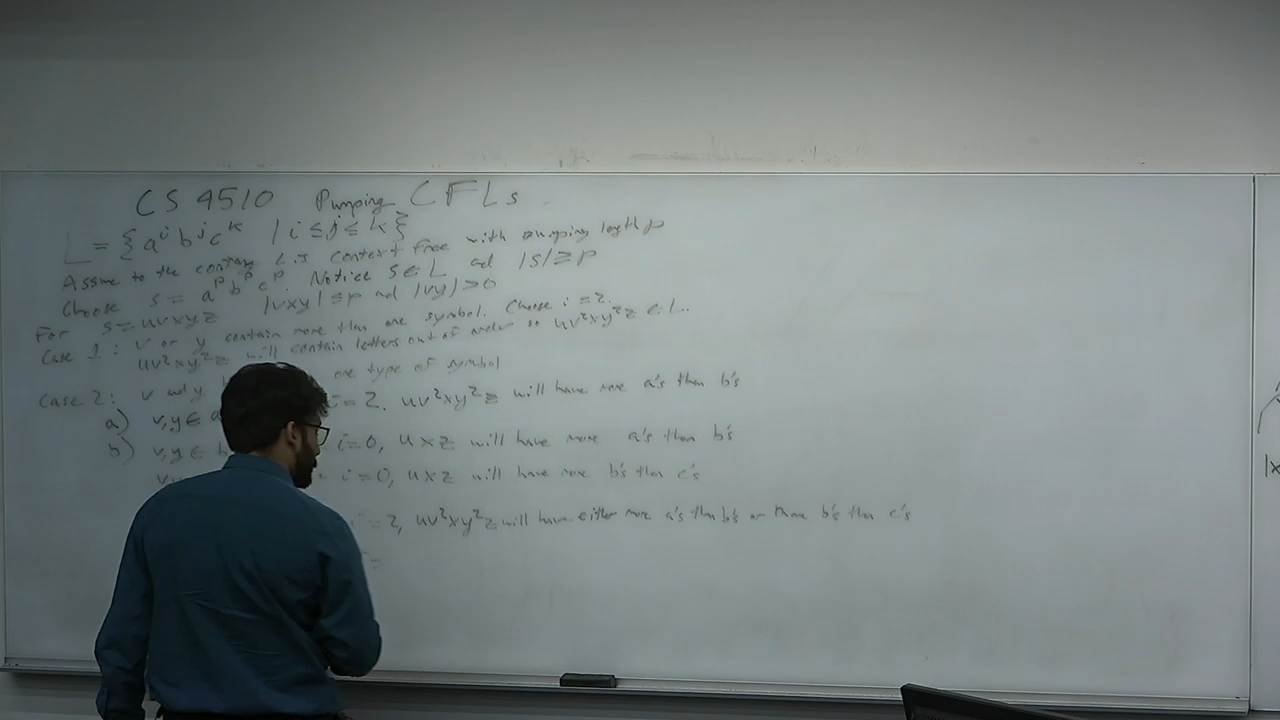 CS 4510 Pumping CFLs
L = {a^i b^j c^k | i ≤ j ≤ k}
Assume to the contrary L is context free with pumping length p
Choose s = a^p b^p c^p. Notice s ∈ L and |s| ≥ p
For s = uvxyz |vxy| ≤ p and |vy| > 0
Case 1: v or y contain more than one symbol. Choose i = 2.
uv²xy²z will contain letters out of order so uv²xy²z ∉ L.
Case 2: v and y one type of symbol
a) v,y ∈ i = 2. uv²xy²z will have more a's than b's
b) v,y ∈ i=0, uxz will have more a's than b's
i = 0, uxz will have more b's than c's
= 2, uv²xy²z will have either more a's than b's or more b's than c's
=
|x